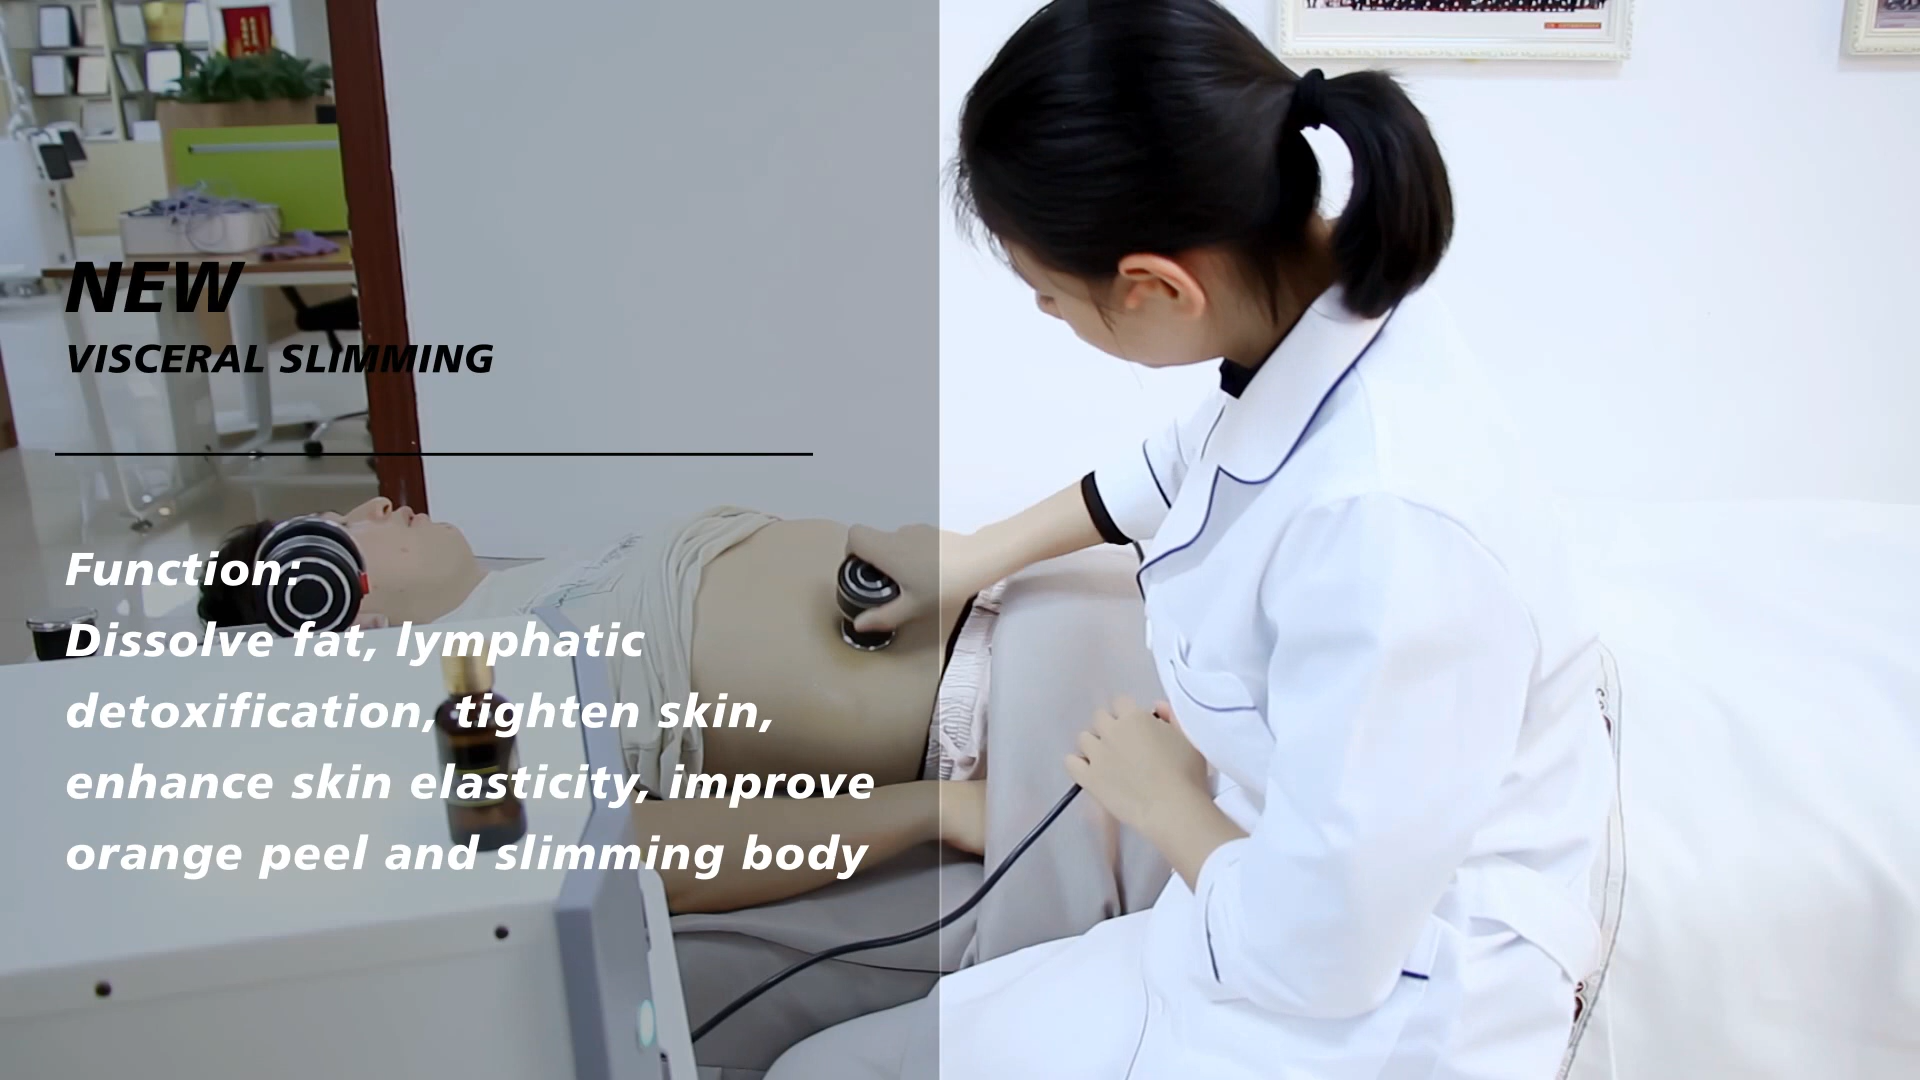 NEW
VISCERAL SLIMMING
Function:
Dissolve fat, lymphatic
detoxification, tighten skin,
enhance skin elasticity, improve
orange peel and slimming body